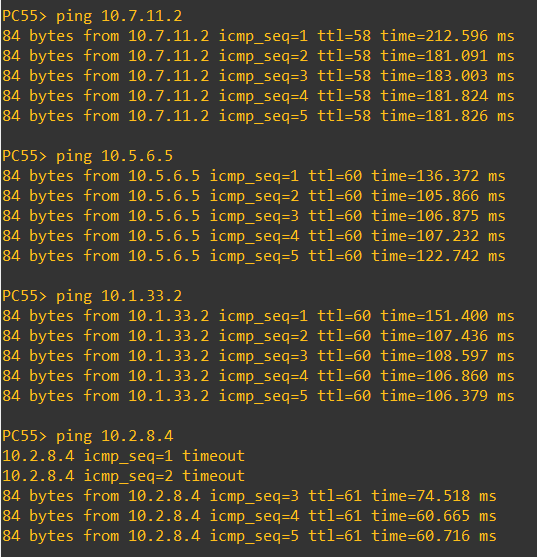 PC55> ping 10.7.11.2
84 bytes from 10.7.11.2 icmp_seq=1 ttl=58 time=212.596 ms
84 bytes from 10.7.11.2 icmp_seq=2 ttl=58 time=181.091 ms
84 bytes from 10.7.11.2 icmp_seq=3 ttl=58 time=183.003 ms
84 bytes from 10.7.11.2 icmp_seq=4 ttl=58 time=181.824 ms
84 bytes from 10.7.11.2 icmp_seq=5 ttl=58 time=181.826 ms
PC55> ping 10.5.6.5
84 bytes from 10.5.6.5 icmp_seq=1 ttl=60 time=136.372 ms
84 bytes from 10.5.6.5 icmp_seq=2 ttl=60 time=105.866 ms
84 bytes from 10.5.6.5 icmp_seq=3 ttl=60 time=106.875 ms
84 bytes from 10.5.6.5 icmp_seq=4 ttl=60 time=107.232 ms
84 bytes from 10.5.6.5 icmp_seq=5 ttl=60 time=122.742 ms
PC55> ping 10.1.33.2
84 bytes from 10.1.33.2 icmp_seq=1 ttl=60 time=151.400 ms
84 bytes from 10.1.33.2 icmp_seq=2 ttl=60 time=107.436 ms
84 bytes from 10.1.33.2 icmp_seq=3 ttl=60 time=108.597 ms
84 bytes from 10.1.33.2 icmp_seq=4 ttl=60 time=106.860 ms
84 bytes from 10.1.33.2 icmp_seq=5 ttl=60 time=106.379 ms
PC55> ping 10.2.8.4
10.2.8.4 icmp_seq=1 timeout
10.2.8.4 icmp_seq=2 timeout
84 bytes from 10.2.8.4 icmp_seq=3 ttl=61 time=74.518 ms
84 bytes from 10.2.8.4 icmp_seq=4 ttl=61 time=60.665 ms
84 bytes from 10.2.8.4 icmp_seq=5 ttl=61 time=60.716 ms